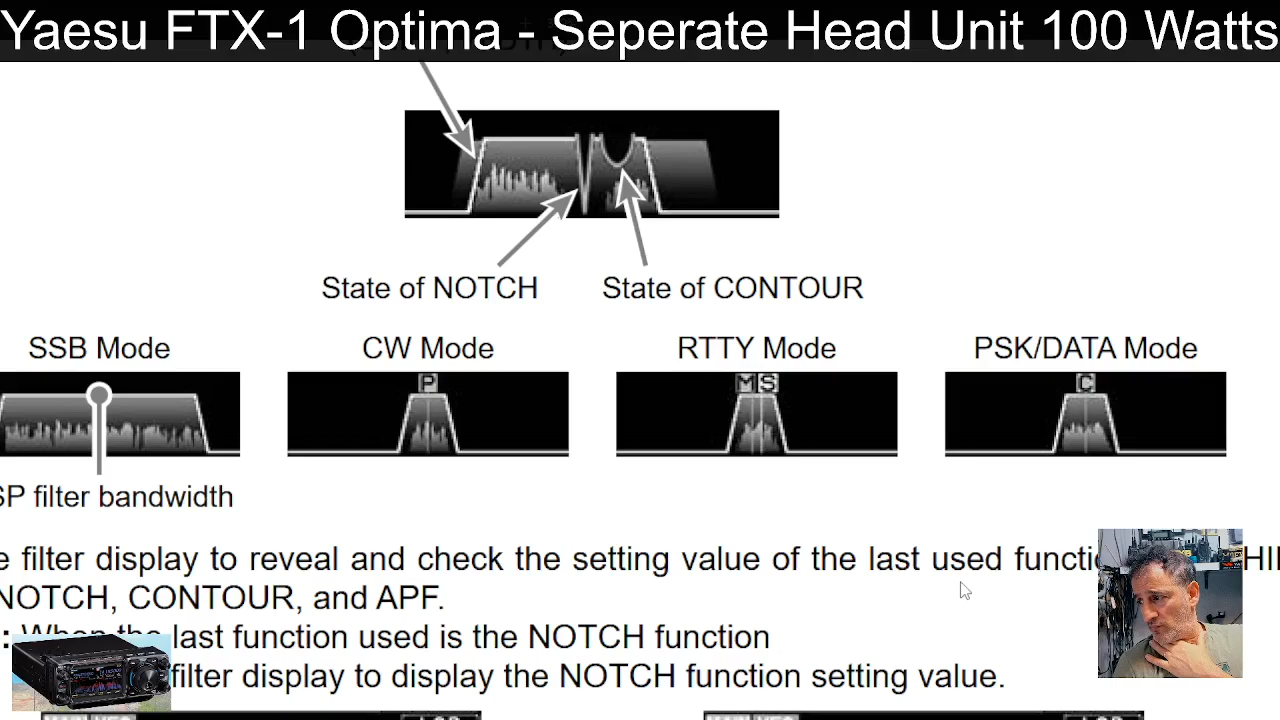 Yaesu FTX-1 Optima - Seperate Head Unit 100 Watts
State of NOTCH State of CONTOUR
SSB Mode CW Mode RTTY Mode PSK/DATA Mode
P M S C
SP filter bandwidth
e filter display to reveal and check the setting value of the last used functi HI
NOTCH, CONTOUR, and APF.
: When the last function used is the NOTCH function
filter display to display the NOTCH function setting value.